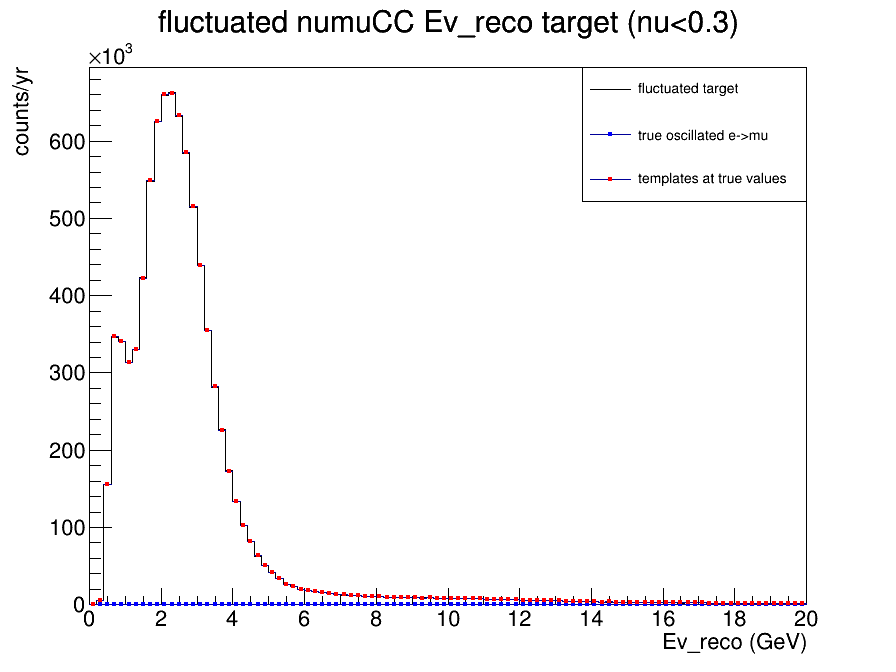 fluctuated numuCC Ev_reco target (nu<0.3)
×10³
counts/yr
fluctuated target
true oscillated e->mu
templates at true values
600
500
400
300
200
100
0
0 2 4 6 8 10 12 14 16 18 20
Ev_reco (GeV)